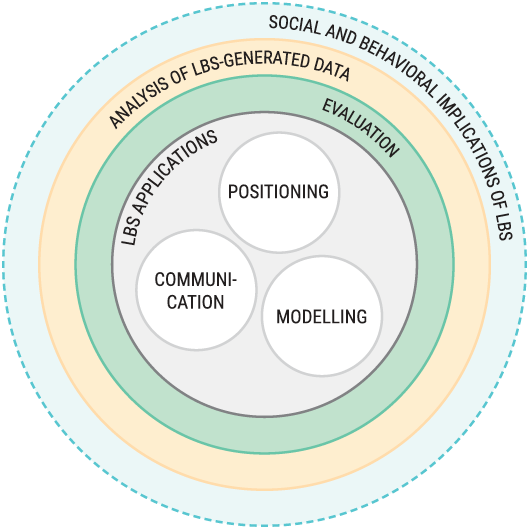 SOCIAL AND BEHAVIORAL IMPLICATIONS OF LBS
ANALYSIS OF LBS-GENERATED DATA
EVALUATION
LBS APPLICATIONS
POSITIONING
COMMUNI-
CATION
MODELLING